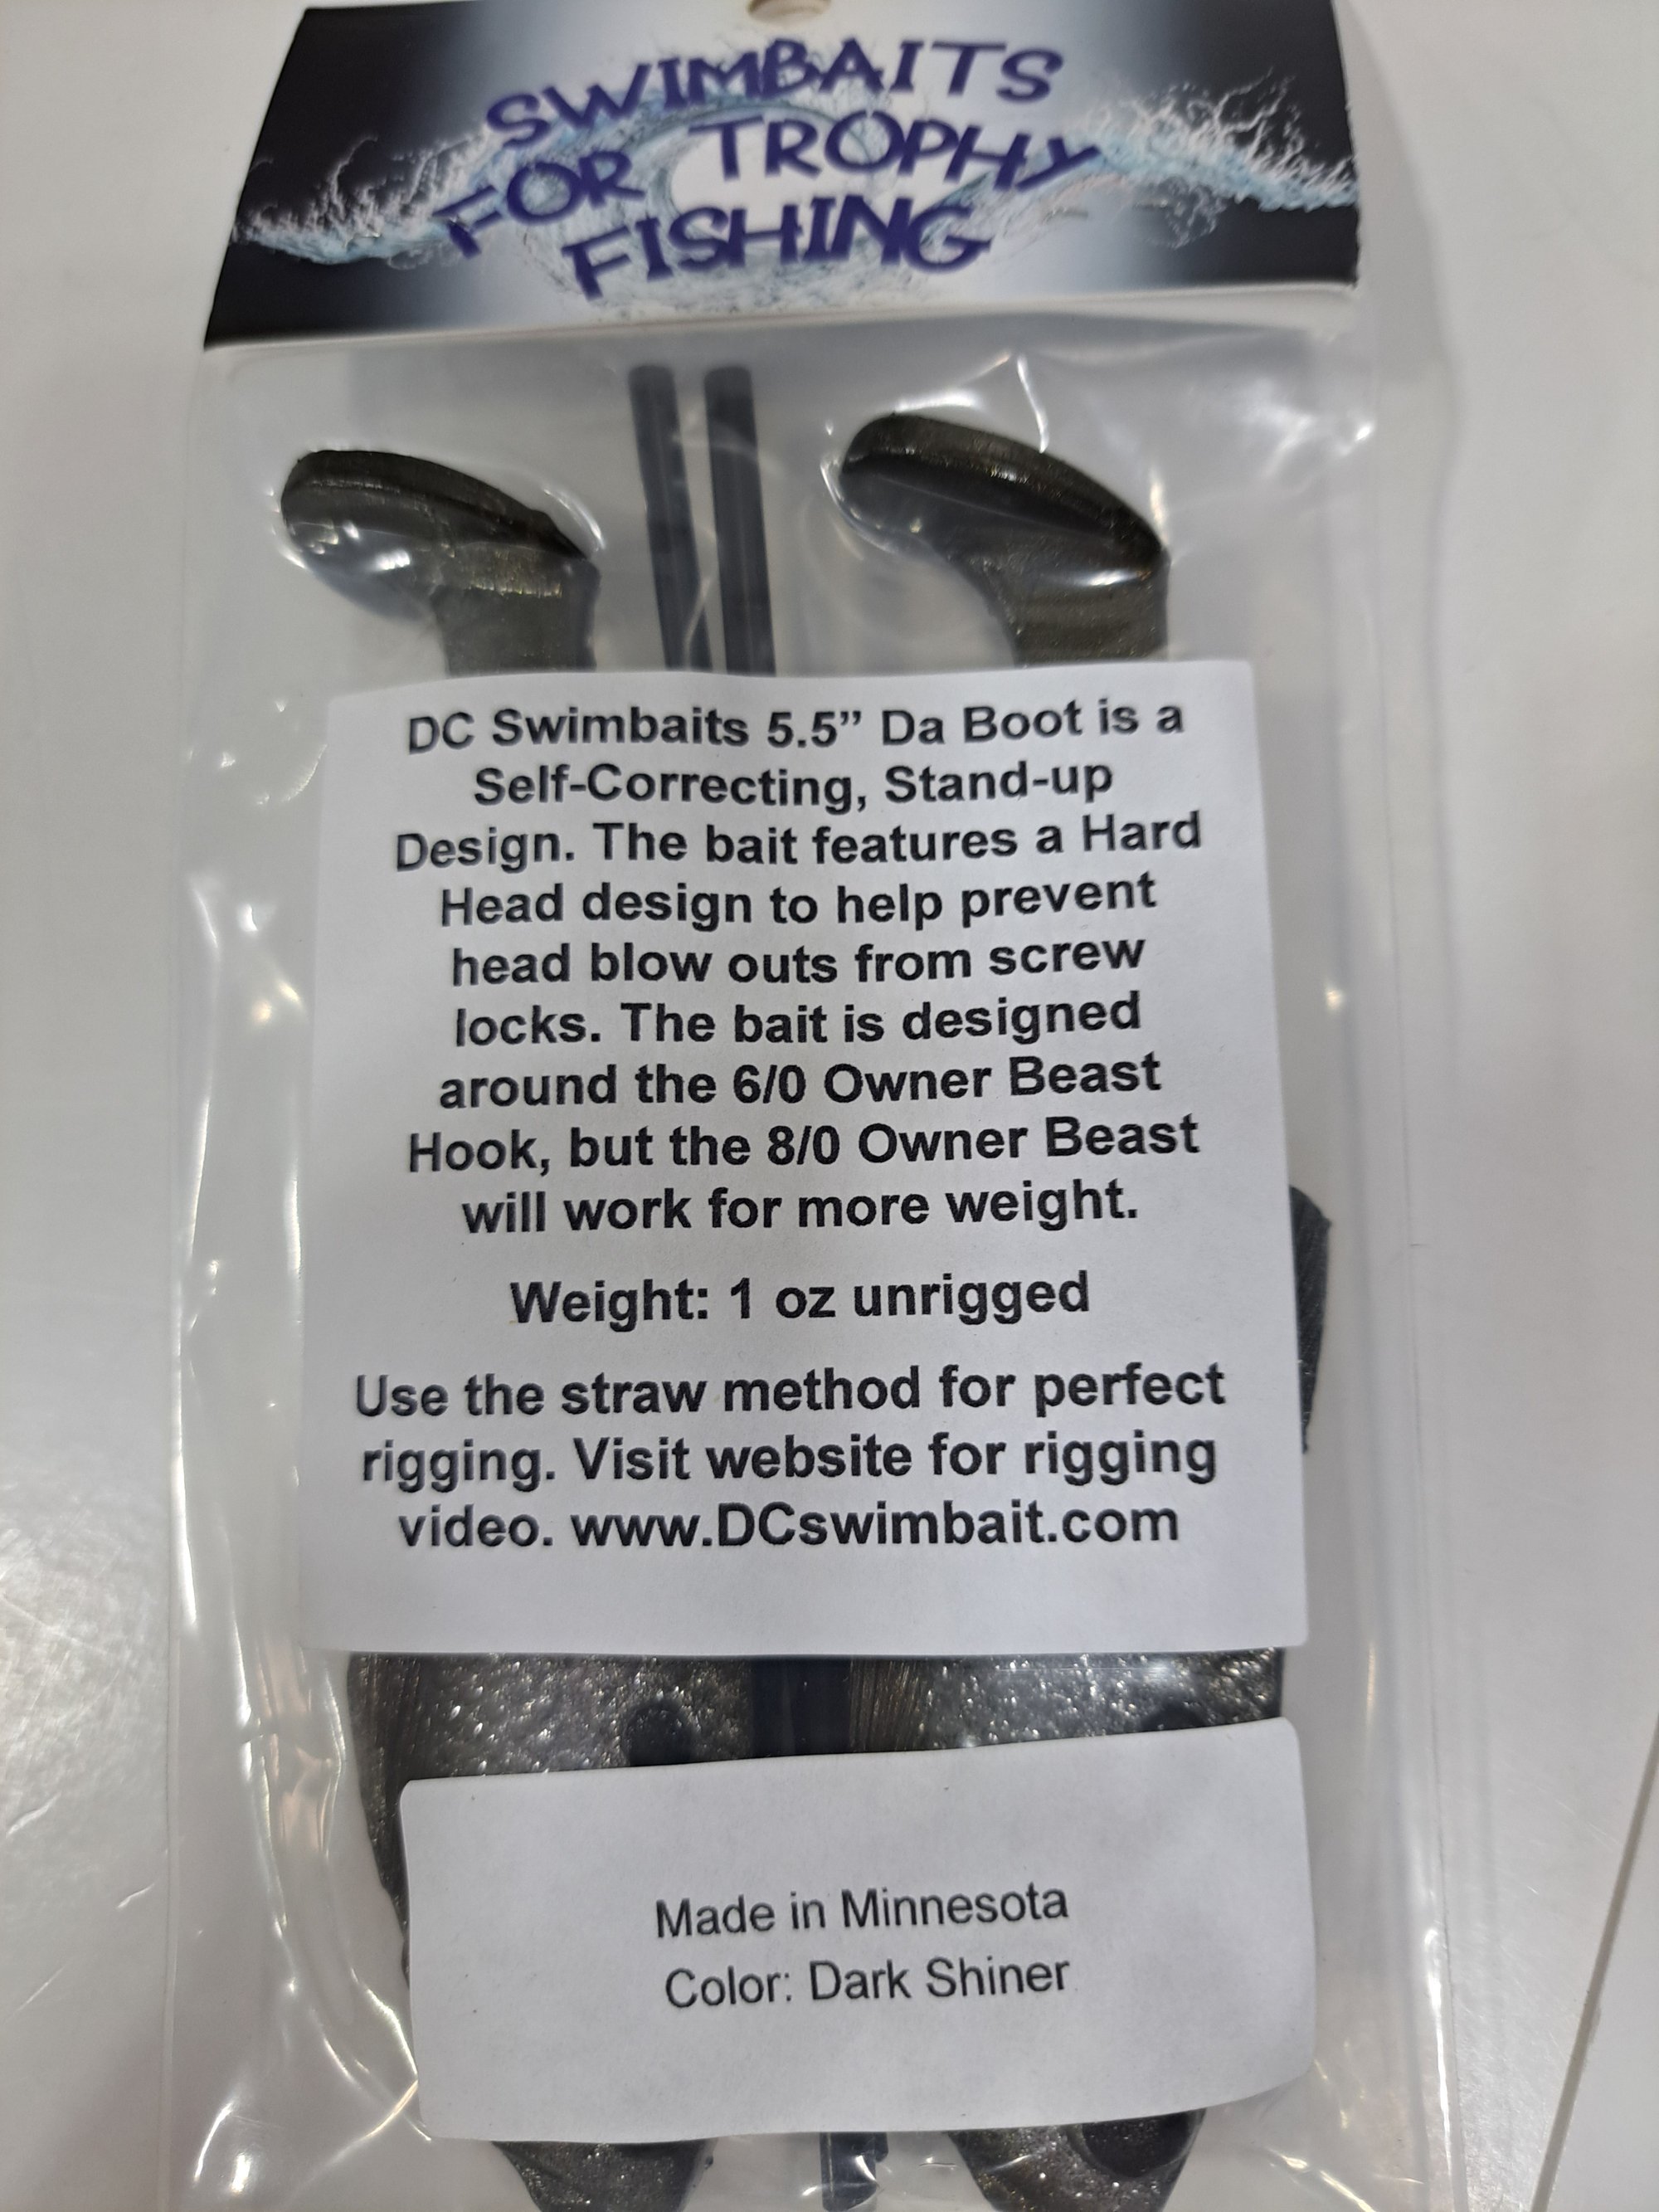 SWIMBAITS
FOR TROPHY
FISHING
DC Swimbaits 5.5” Da Boot is a
Self-Correcting, Stand-up
Design. The bait features a Hard
Head design to help prevent
head blow outs from screw
locks. The bait is designed
around the 6/0 Owner Beast
Hook, but the 8/0 Owner Beast
will work for more weight.
Weight: 1 oz unrigged
Use the straw method for perfect
rigging. Visit website for rigging
video. www.DCswimbait.com
Made in Minnesota
Color: Dark Shiner